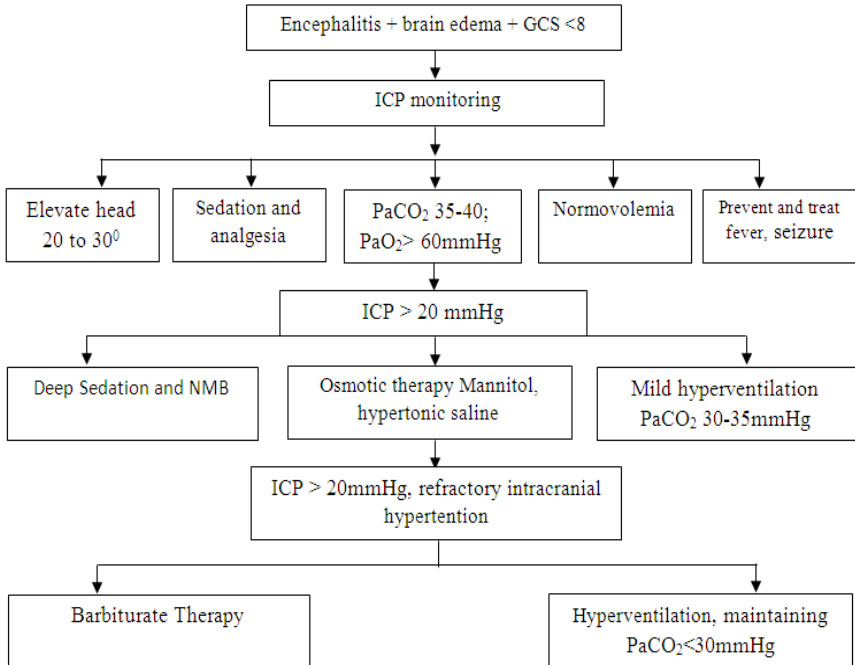 Encephalitis + brain edema + GCS <8
ICP monitoring
Elevate head
20 to 30⁰
Sedation and
analgesia
PaCO₂ 35-40;
PaO₂> 60mmHg
Normovolemia
Prevent and treat
fever, seizure
ICP > 20 mmHg
Deep Sedation and NMB
Osmotic therapy Mannitol,
hypertonic saline
Mild hyperventilation
PaCO₂ 30-35mmHg
ICP > 20mmHg, refractory intracranial
hypertention
Barbiturate Therapy
Hyperventilation, maintaining
PaCO₂<30mmHg